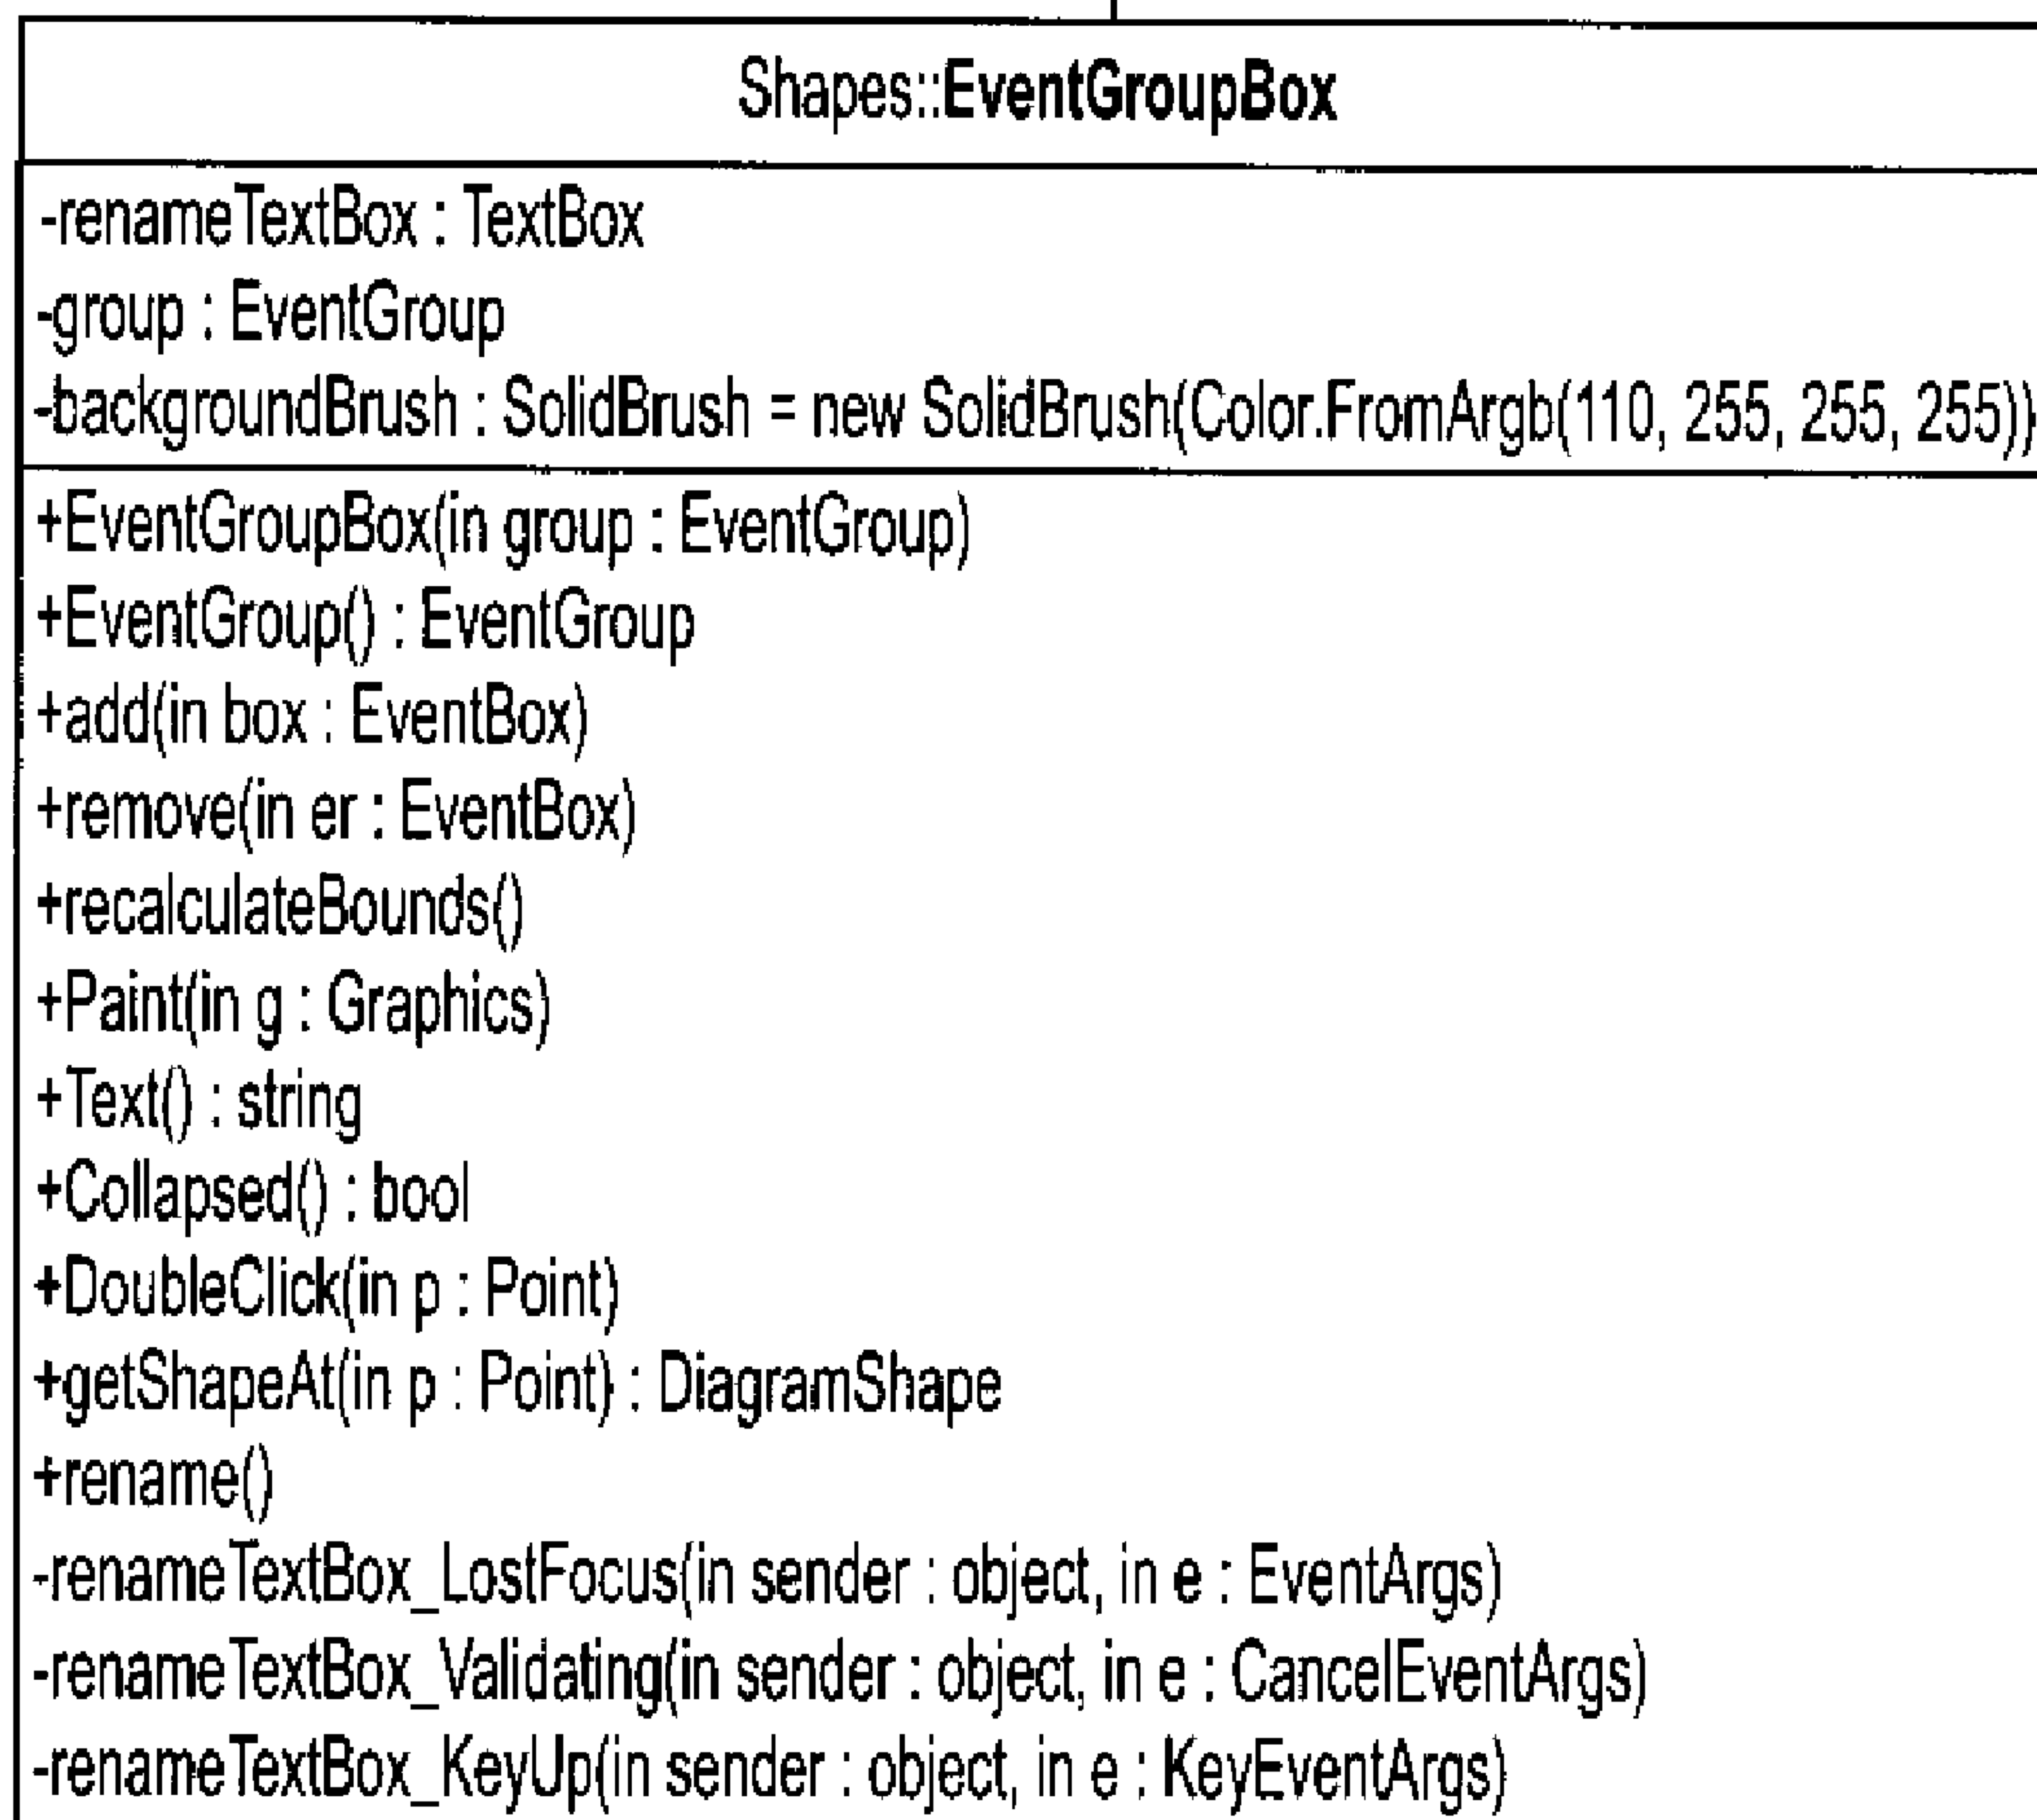 Shapes::EventGroupBox
-renameTextBox : TextBox
-group : EventGroup
-backgroundBrush : SolidBrush = new SolidBrush(Color.FromArgb(110, 255, 255, 255))
+EventGroupBox(in group : EventGroup)
+EventGroup() : EventGroup
+add(in box : EventBox)
+remove(in er : EventBox)
+recalculateBounds()
+Paint(in g : Graphics)
+Text() : string
+Collapsed() : bool
+DoubleClick(in p : Point)
+getShapeAt(in p : Point) : DiagramShape
+rename()
-renameTextBox_LostFocus(in sender : object, in e : EventArgs)
-renameTextBox_Validating(in sender : object, in e : CancelEventArgs)
-renameTextBox_KeyUp(in sender : object, in e : KeyEventArgs)